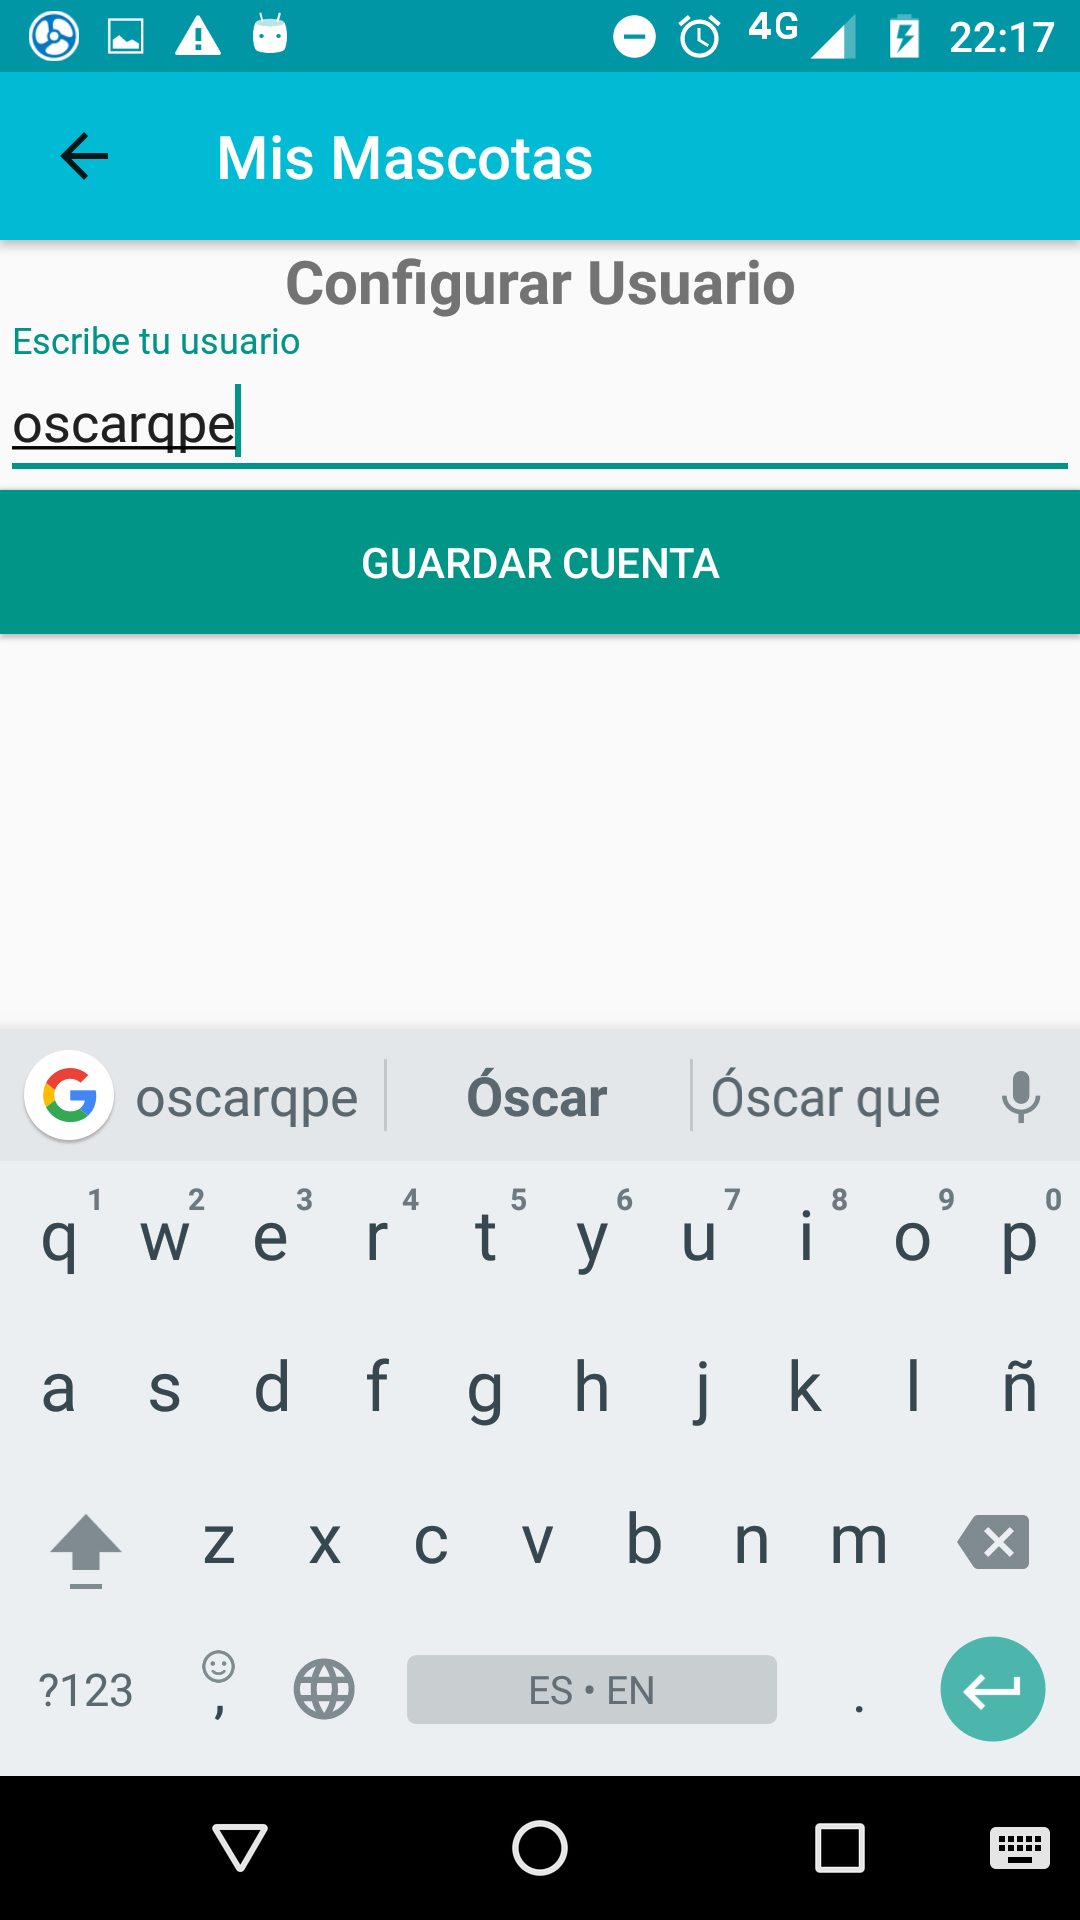 4G 22:17
Mis Mascotas
Configurar Usuario
Escribe tu usuario
oscarqpe
GUARDAR CUENTA
oscarqpe Óscar Óscar que
1 2 3 4 5 6 7 8 9 0
q w e r t y u i o p
a s d f g h j k l ñ
z x c v b n m
?123 , ES • EN .